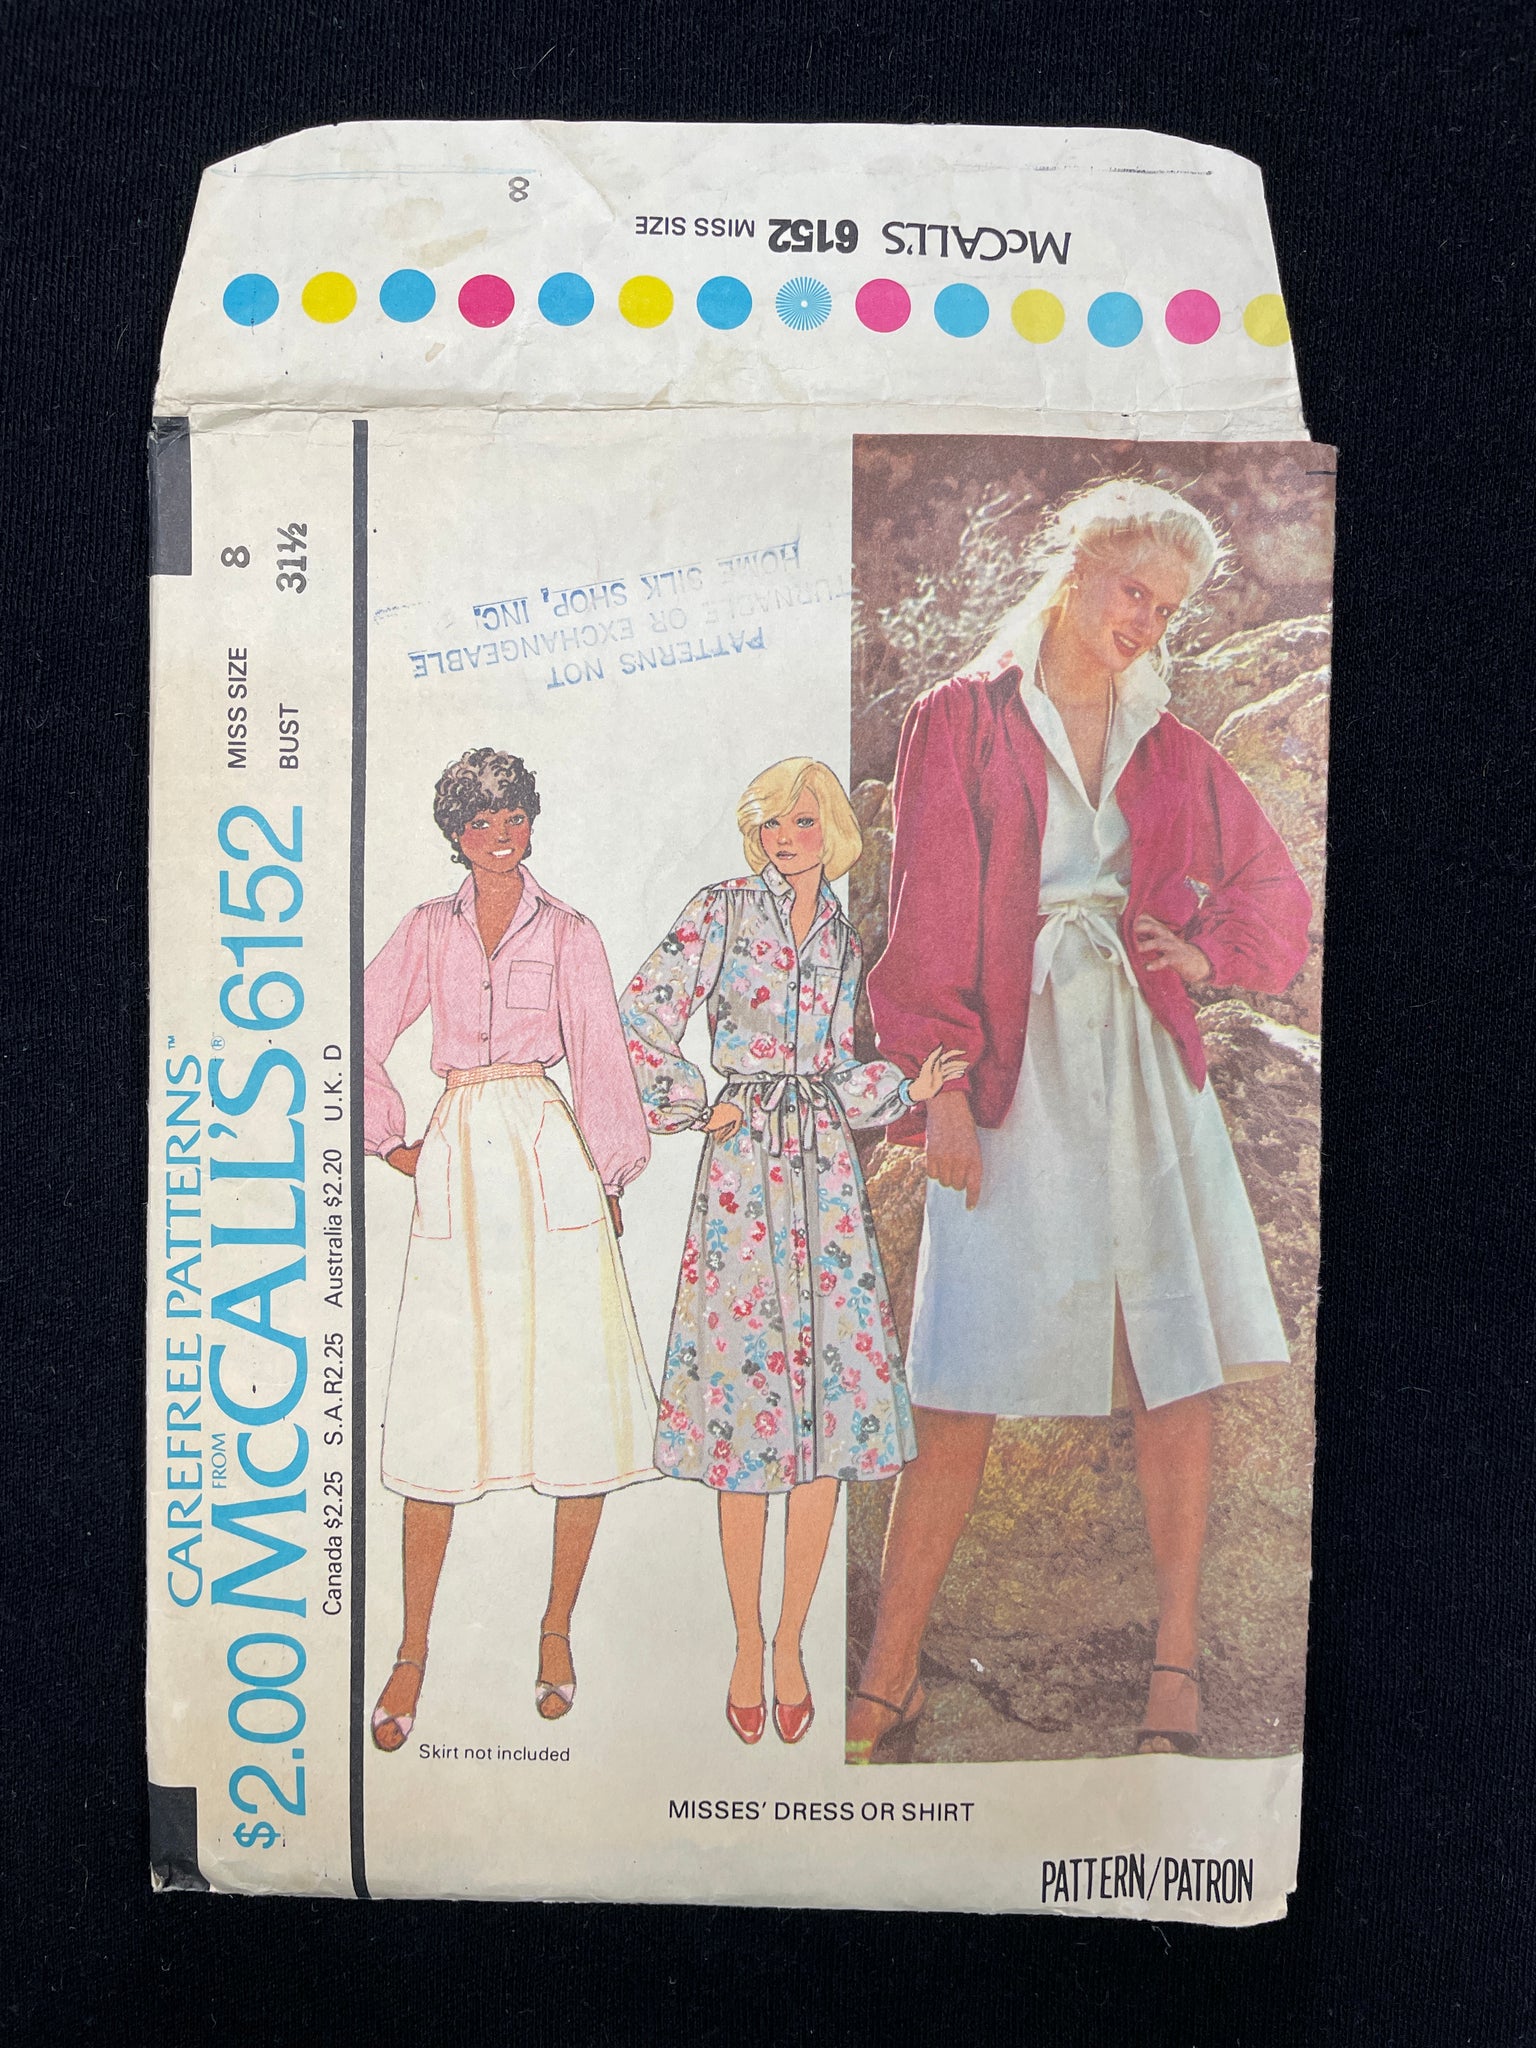 McCALL'S 6152 MISS SIZE
8
MISS SIZE 8
BUST 31½
CAREFREE PATTERNS™
FROM
$2.00 McCALL'S® 6152
Canada $2.25 S.A.R2.25 Australia $2.20 U.K. D
PATTERNS NOT
OR EXCHANGEABLE
HOME SILK SHOP, INC.
Skirt not included
MISSES' DRESS OR SHIRT
PATTERN/PATRON